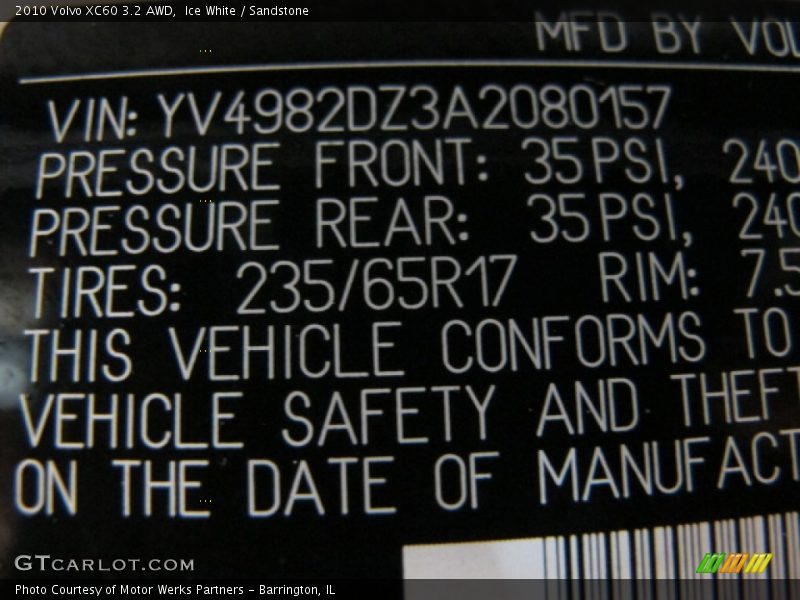 2010 Volvo XC60 3.2 AWD,  Ice White / Sandstone
MFD BY VOL
VIN: YV4982DZ3A2080157
PRESSURE FRONT: 35PSI, 240
PRESSURE REAR: 35PSI, 240
TIRES: 235/65R17 RIM: 7.5
THIS VEHICLE CONFORMS TO
VEHICLE SAFETY AND THEFT
ON THE DATE OF MANUFACT
GTCARLOT.COM
Photo Courtesy of Motor Werks Partners - Barrington, IL